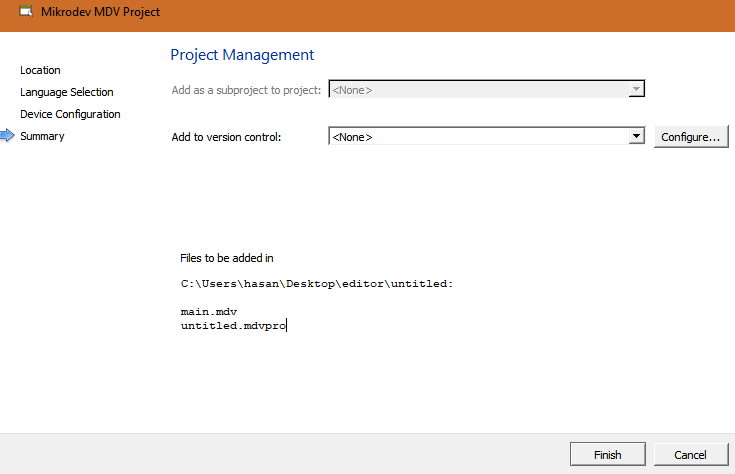 Mikrodev MDV Project
Project Management
Location
Language Selection
Device Configuration
Summary
Add as a subproject to project: <None>
Add to version control: <None> Configure...
Files to be added in
C:\Users\hasan\Desktop\editor\untitled:
main.mdv
untitled.mdvpro
Finish Cancel